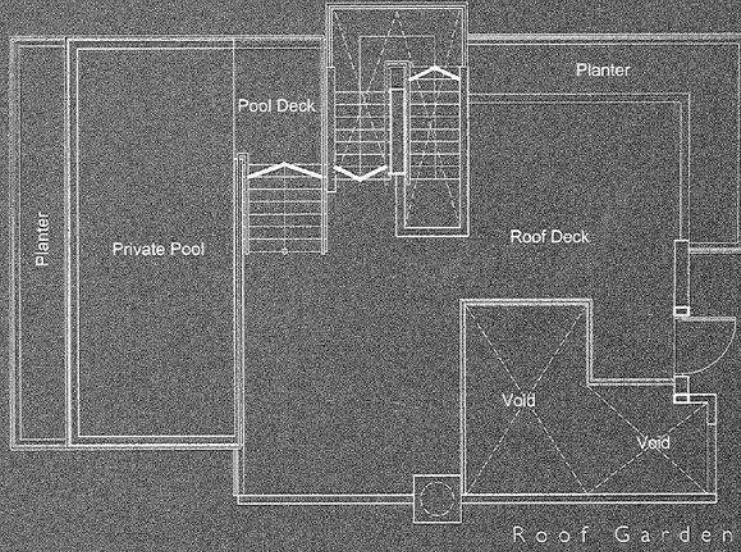 Planter
Pool Deck
Planter
Private Pool
Roof Deck
Void
Void
Roof Garden